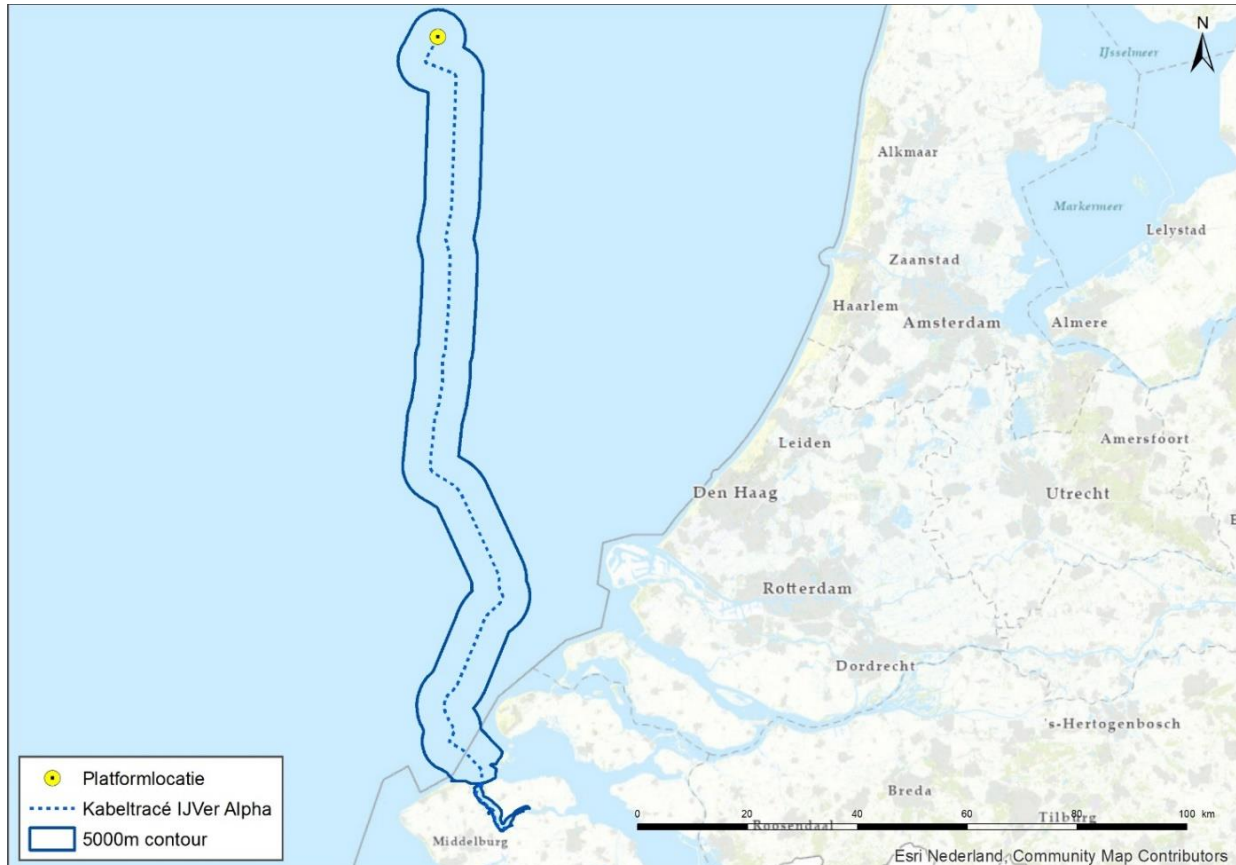 N
IJsselmeer
Alkmaar
Markermeer
Lelystad
Zaanstad
Haarlem
Amsterdam
Almere
Leiden
Amersfoort
Den Haag
Utrecht
E
Rotterdam
Dordrecht
's-Hertogenbosch
Platformlocatie
Kabeltracé IJVer Alpha
5000m contour
Breda
0 20 40 60 80 100 km
Middelburg
Roosendaal
Tilburg
Esri Nederland, Community Map Contributors